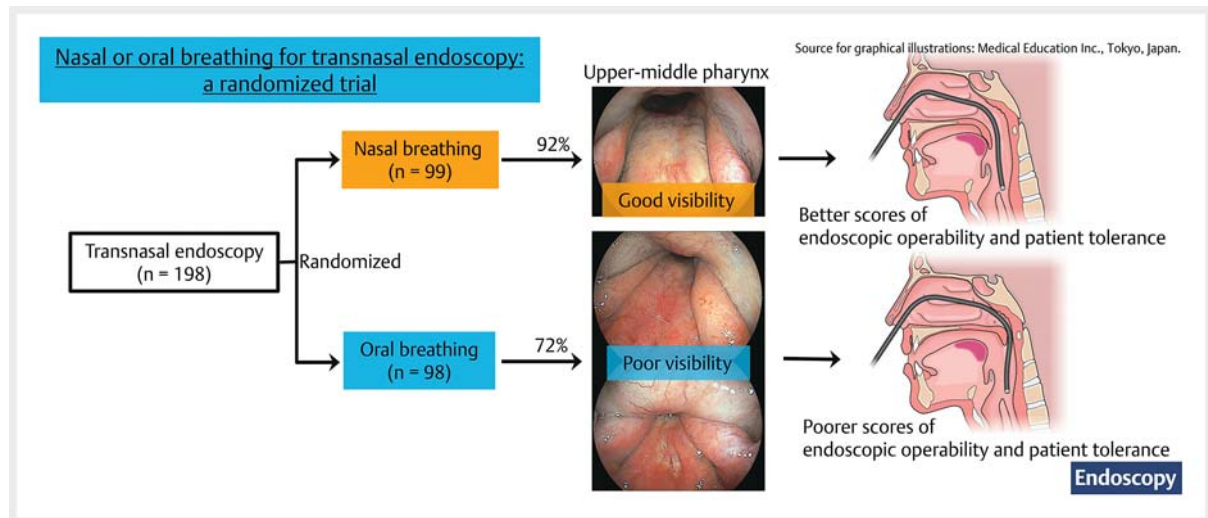 Nasal or oral breathing for transnasal endoscopy:
a randomized trial
Source for graphical illustrations: Medical Education Inc., Tokyo, Japan.
Upper-middle pharynx
Nasal breathing
(n = 99)
92%
Good visibility
Better scores of
endoscopic operability and patient tolerance
Transnasal endoscopy
(n = 198)
Randomized
Oral breathing
(n = 98)
72%
Poor visibility
Poorer scores of
endoscopic operability and patient tolerance
Endoscopy